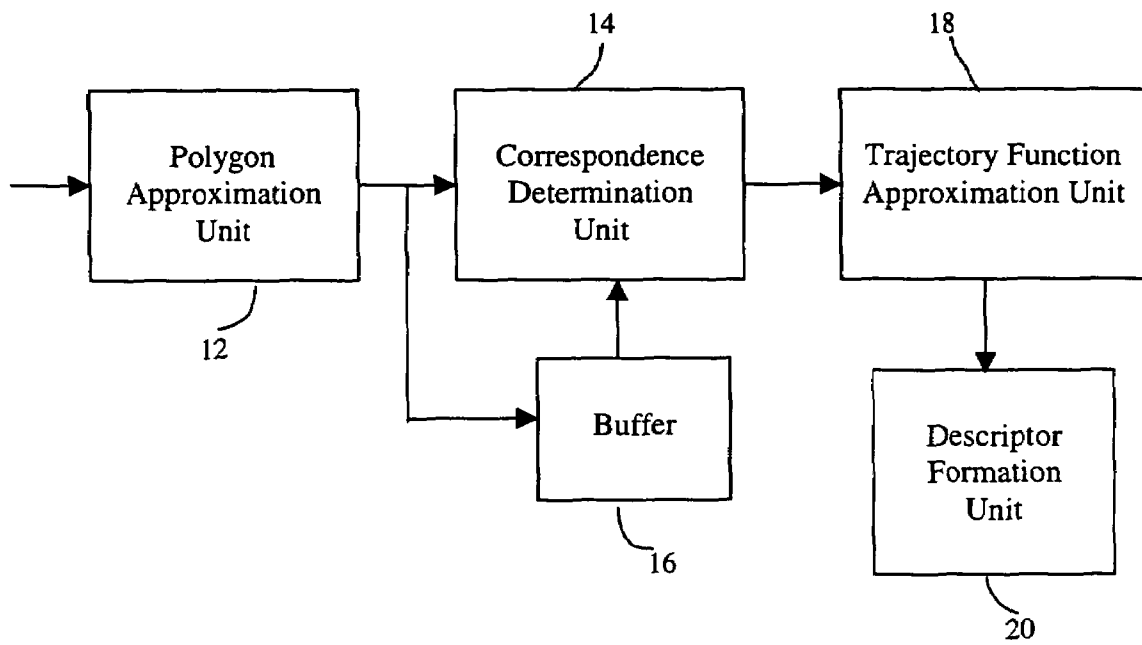 14
18
Polygon
Approximation
Unit
Correspondence
Determination
Unit
Trajectory Function
Approximation Unit
12
Buffer
16
Descriptor
Formation
Unit
20